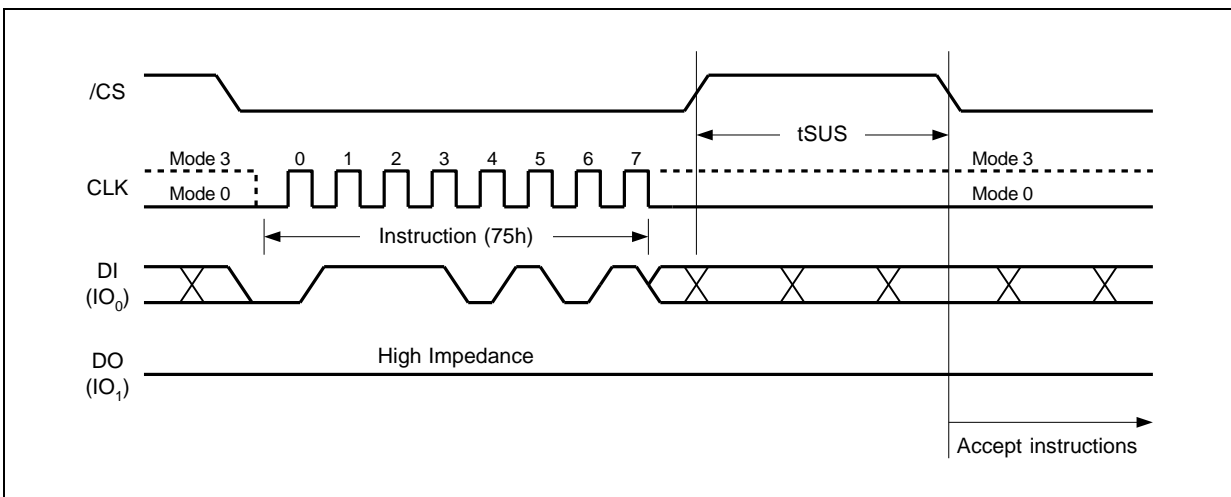 /CS
tSUS
Mode 3 0 1 2 3 4 5 6 7 Mode 3
CLK
Mode 0 Mode 0
Instruction (75h)
DI
(IO0)
High Impedance
DO
(IO1)
Accept instructions